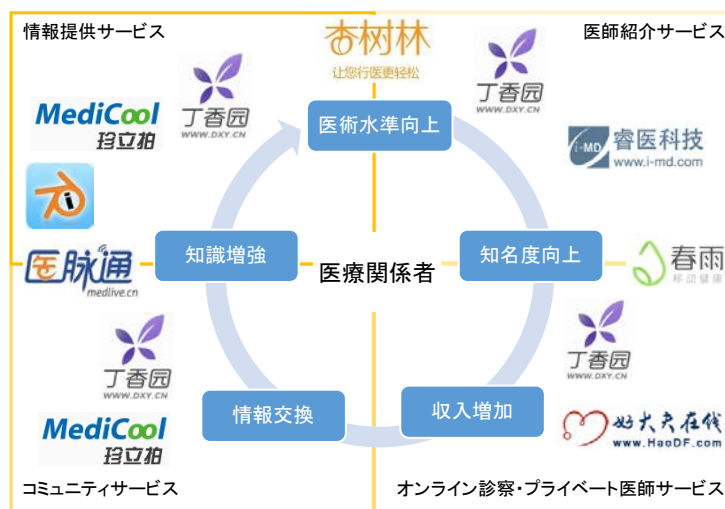 情報提供サービス
杏树林
让您行医更轻松
医師紹介サービス
丁香园
WWW.DXY.CN
丁香园
WWW.DXY.CN
MediCool
珍立拍
医術水準向上
i-MD
睿医科技
www.i-md.com
i
医脉通
medlive.cn
知識増強
医療関係者
知名度向上
春雨
移动健康
丁香园
WWW.DXY.CN
丁香园
WWW.DXY.CN
情報交換
収入増加
MediCool
珍立拍
好大夫在线
www.HaoDF.com
コミュニティサービス
オンライン診察・プライベート医師サービス